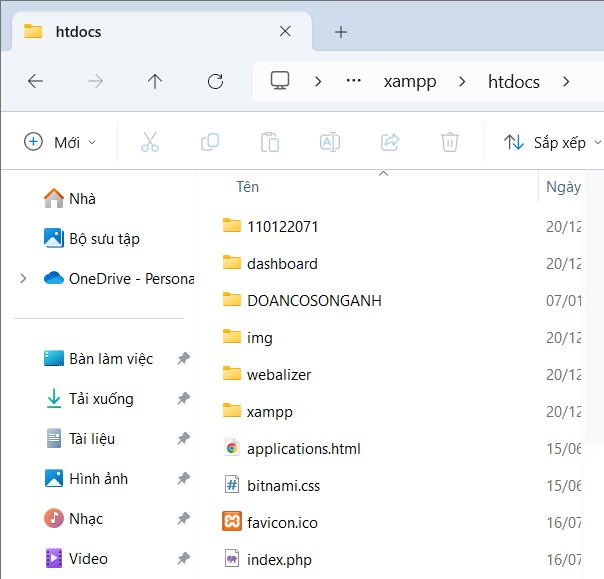 htdocs
xampp htdocs
Mới Sắp xếp
Tên Ngày
Nhà
Bộ sưu tập
OneDrive - Persona
Bàn làm việc
Tải xuống
Tài liệu
Hình ảnh
Nhạc
Video
110122071 20/12
dashboard 20/12
DOANCOSONGANH 07/01
img 20/12
webalizer 20/12
xampp 20/12
applications.html 15/06
bitnami.css 15/06
favicon.ico 16/07
index.php 16/07